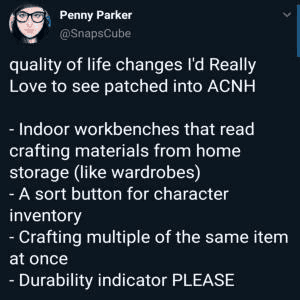 Penny Parker
@SnapsCube
quality of life changes I'd Really
Love to see patched into ACNH
- Indoor workbenches that read
crafting materials from home
storage (like wardrobes)
- A sort button for character
inventory
- Crafting multiple of the same item
at once
- Durability indicator PLEASE